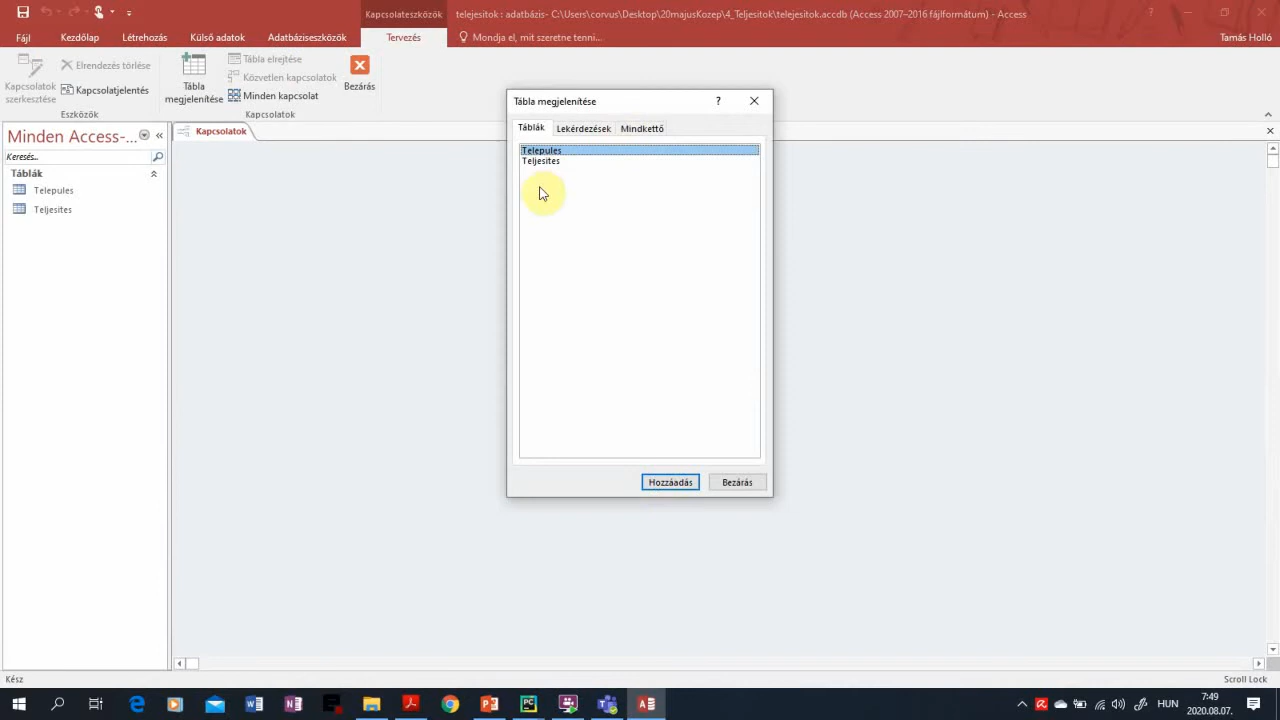 Kapcsolateszközök
telejesitok : adatbázis- C:\Users\corvus\Desktop\20majusKozep\4_Teljesitok\telejesitok.accdb (Access 2007–2016 fájlformátum) - Access
?
Fájl
Kezdőlap
Létrehozás
Külső adatok
Adatbáziseszközök
Tervezés
Mondja el, mit szeretne tenni...
Tamás Holló
Kapcsolatok szerkesztése
Elrendezés törlése
Kapcsolatjelentés
Eszközök
Tábla megjelenítése
Tábla elrejtése
Közvetlen kapcsolatok
Minden kapcsolat
Kapcsolatok
Bezárás
Minden Access-...
Keresés...
Táblák
Telepules
Teljesites
Kapcsolatok
Tábla megjelenítése
?
Táblák
Lekérdezések
Mindkettő
Telepules
Teljesites
Hozzáadás
Bezárás
Kész
Scroll Lock
HUN
7:49
2020.08.07.